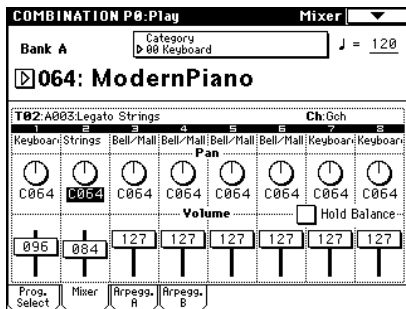 COMBINATION P0:Play Mixer
Bank A Category 00 Keyboard ♩ = 120
064: ModernPiano
T02:A003:Legato Strings Ch:Gch
1 2 3 4 5 6 7 8
Keyboar Strings Bell/Mall Bell/Mall Bell/Mall Bell/Mall Keyboar Keyboar
Pan
C064 C064 C064 C064 C064 C064 C064 C064
Volume Hold Balance
096 084 127 127 127 127 127 127
Prog. Select Mixer Arpegg. A Arpegg. B